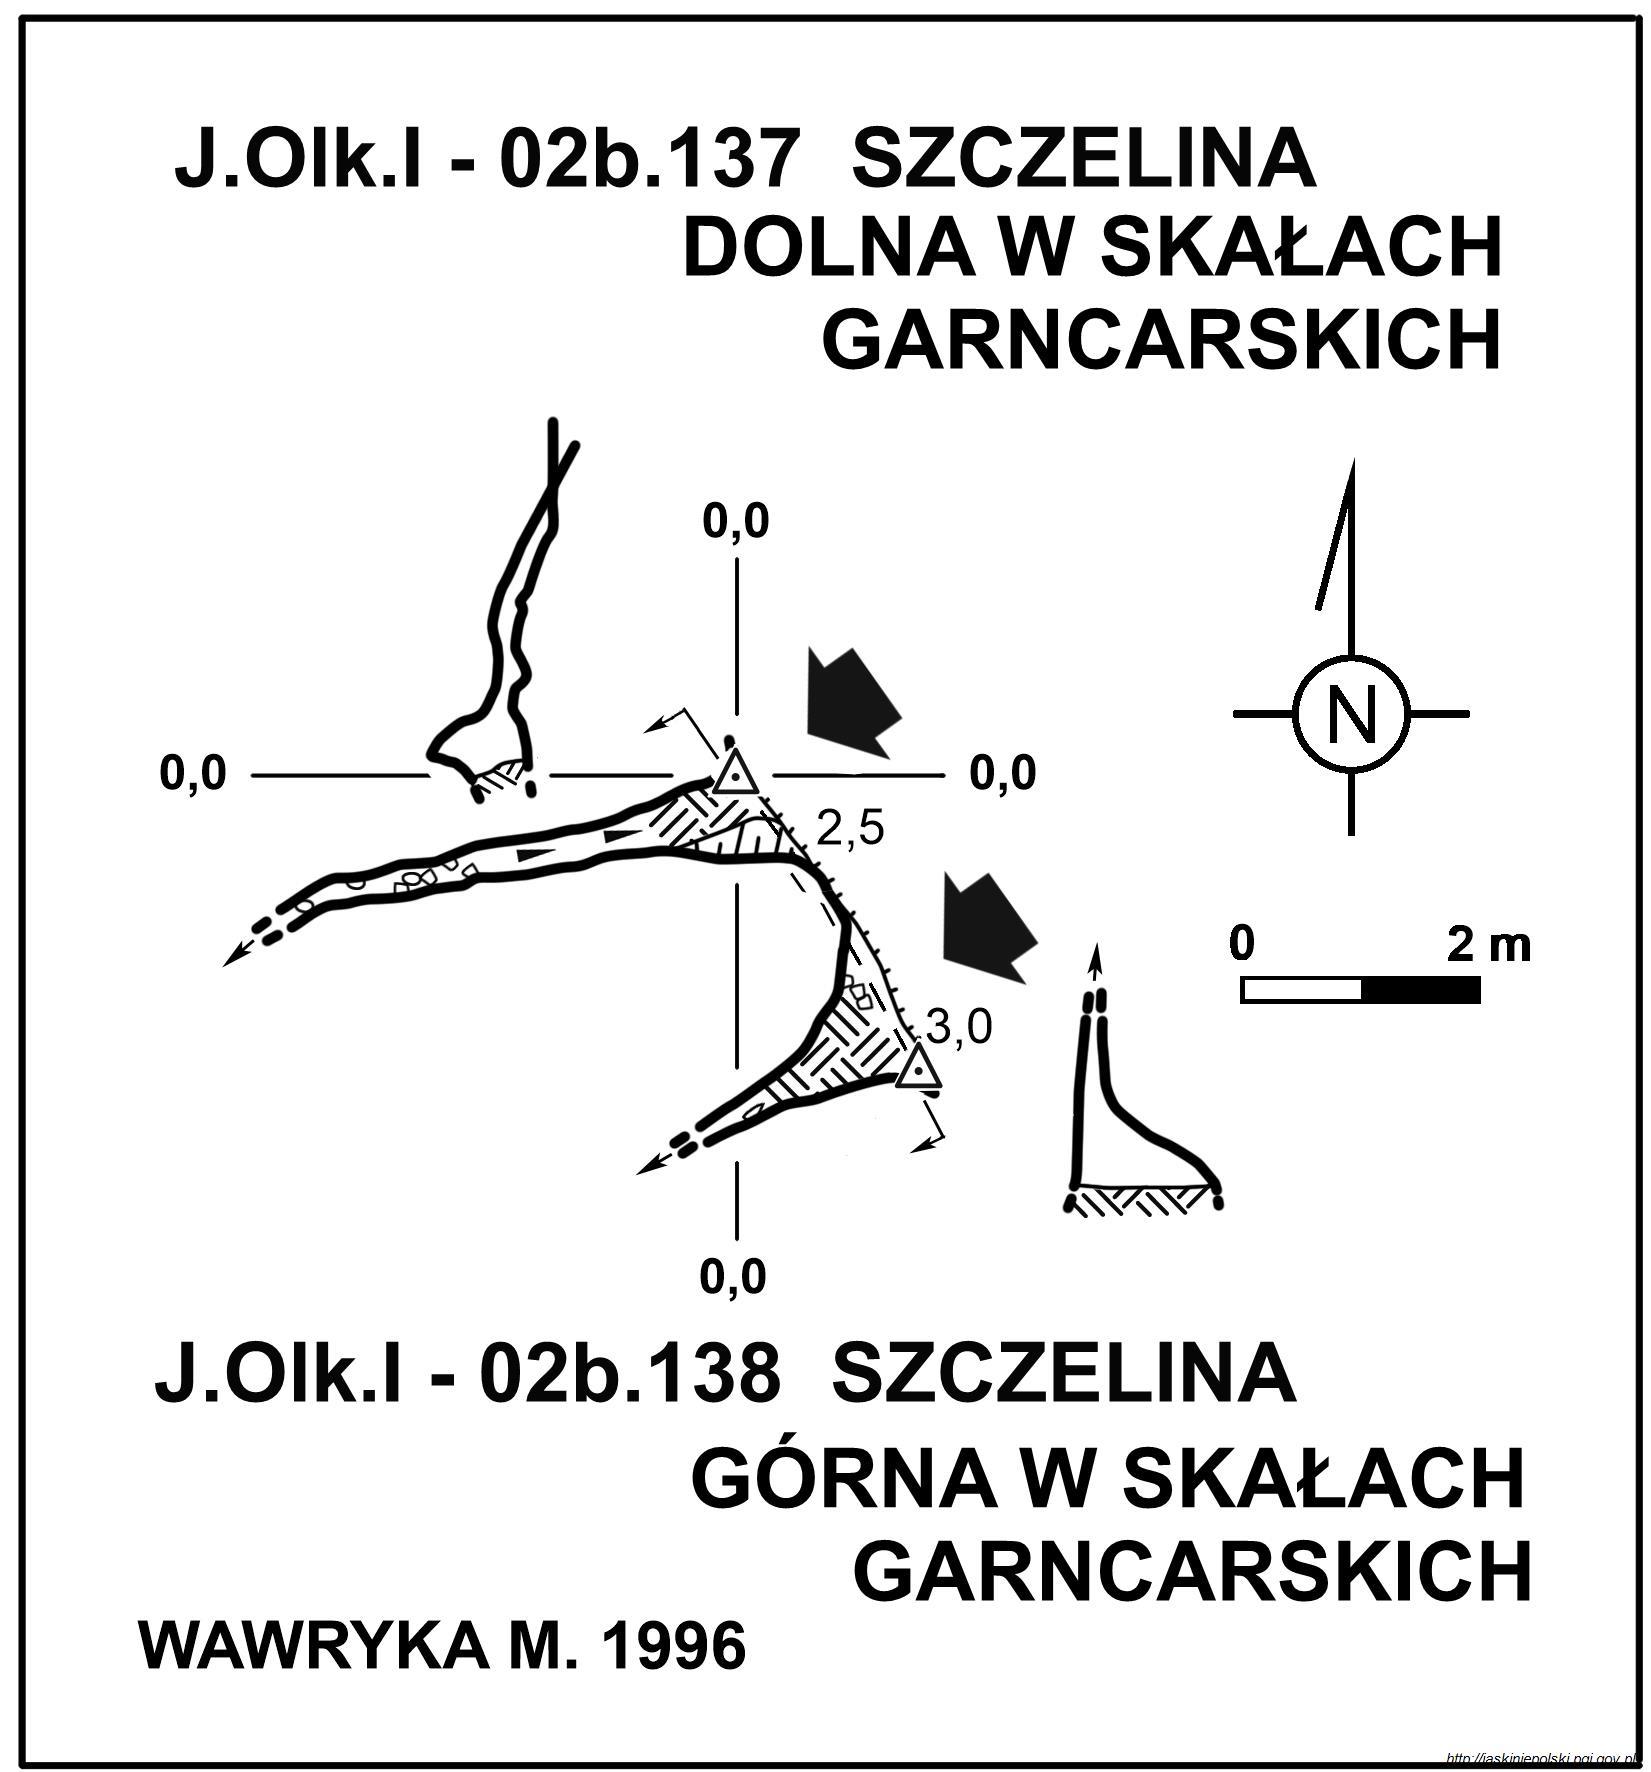 J.Olk.I - 02b.137 SZCZELINA
DOLNA W SKAŁACH
GARNCARSKICH
0,0
0,0
0,0
2,5
N
0
2 m
3,0
0,0
J.Olk.I - 02b.138 SZCZELINA
GÓRNA W SKAŁACH
GARNCARSKICH
WAWRYKA M. 1996
http://jaskiniepolski.pgi.gov.pl